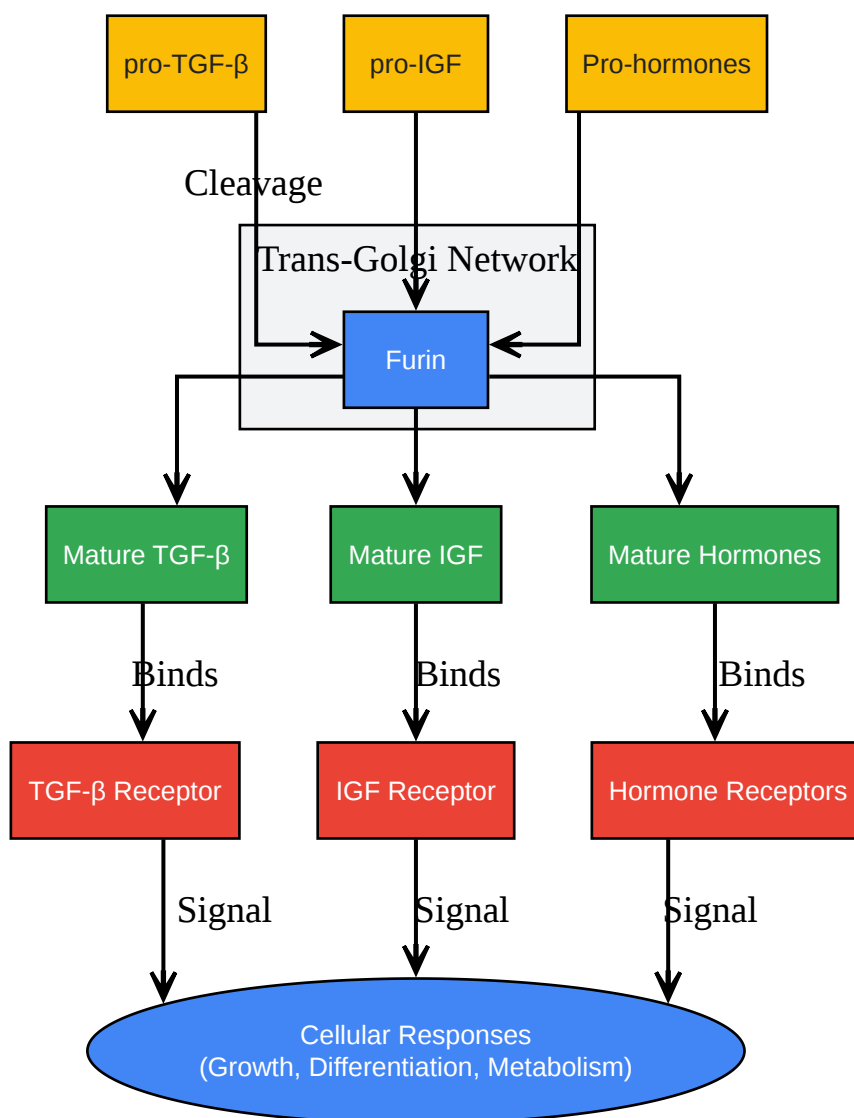 pro-TGF-β
pro-IGF
Pro-hormones
Cleavage
Trans-Golgi Network
Furin
Mature TGF-β
Mature IGF
Mature Hormones
Binds
Binds
Binds
TGF-β Receptor
IGF Receptor
Hormone Receptors
Signal
Signal
Signal
Cellular Responses
(Growth, Differentiation, Metabolism)